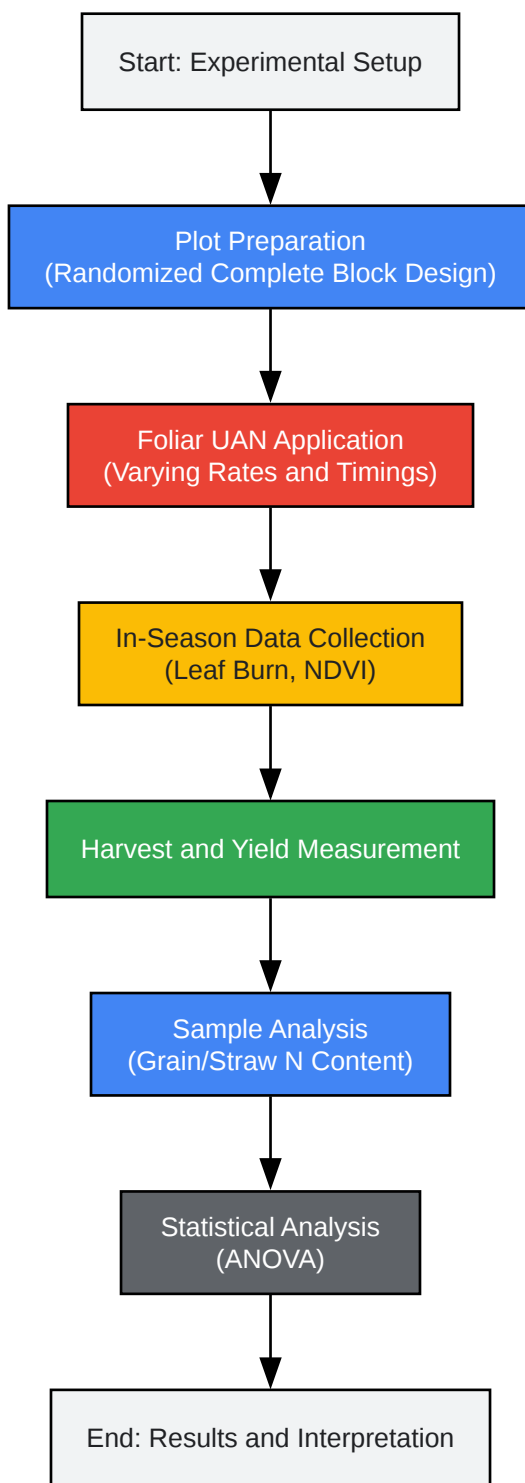 Start: Experimental Setup
Plot Preparation
(Randomized Complete Block Design)
Foliar UAN Application
(Varying Rates and Timings)
In-Season Data Collection
(Leaf Burn, NDVI)
Harvest and Yield Measurement
Sample Analysis
(Grain/Straw N Content)
Statistical Analysis
(ANOVA)
End: Results and Interpretation